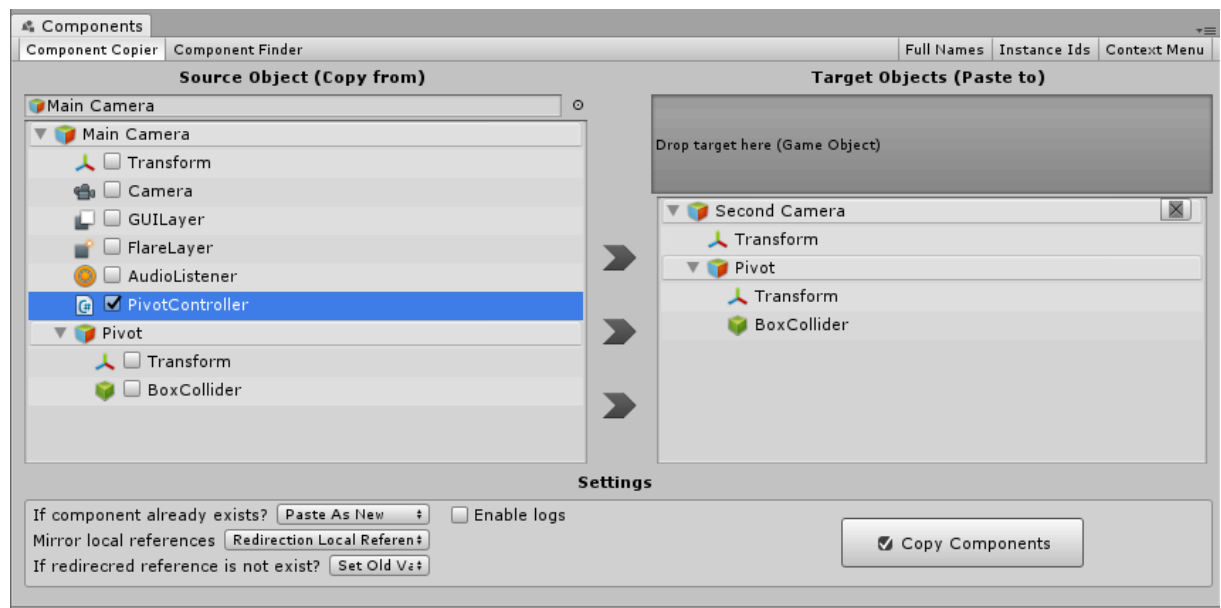 Components
Component Copier Component Finder Full Names Instance Ids Context Menu
Source Object (Copy from) Target Objects (Paste to)
Main Camera
Main Camera
Transform
Camera
GUILayer
FlareLayer
AudioListener
PivotController
Pivot
Transform
BoxCollider
Drop target here (Game Object)
Second Camera
Transform
Pivot
Transform
BoxCollider
Settings
If component already exists? Paste As New Enable logs
Mirror local references Redirection Local Referen
If redirecred reference is not exist? Set Old Va
Copy Components